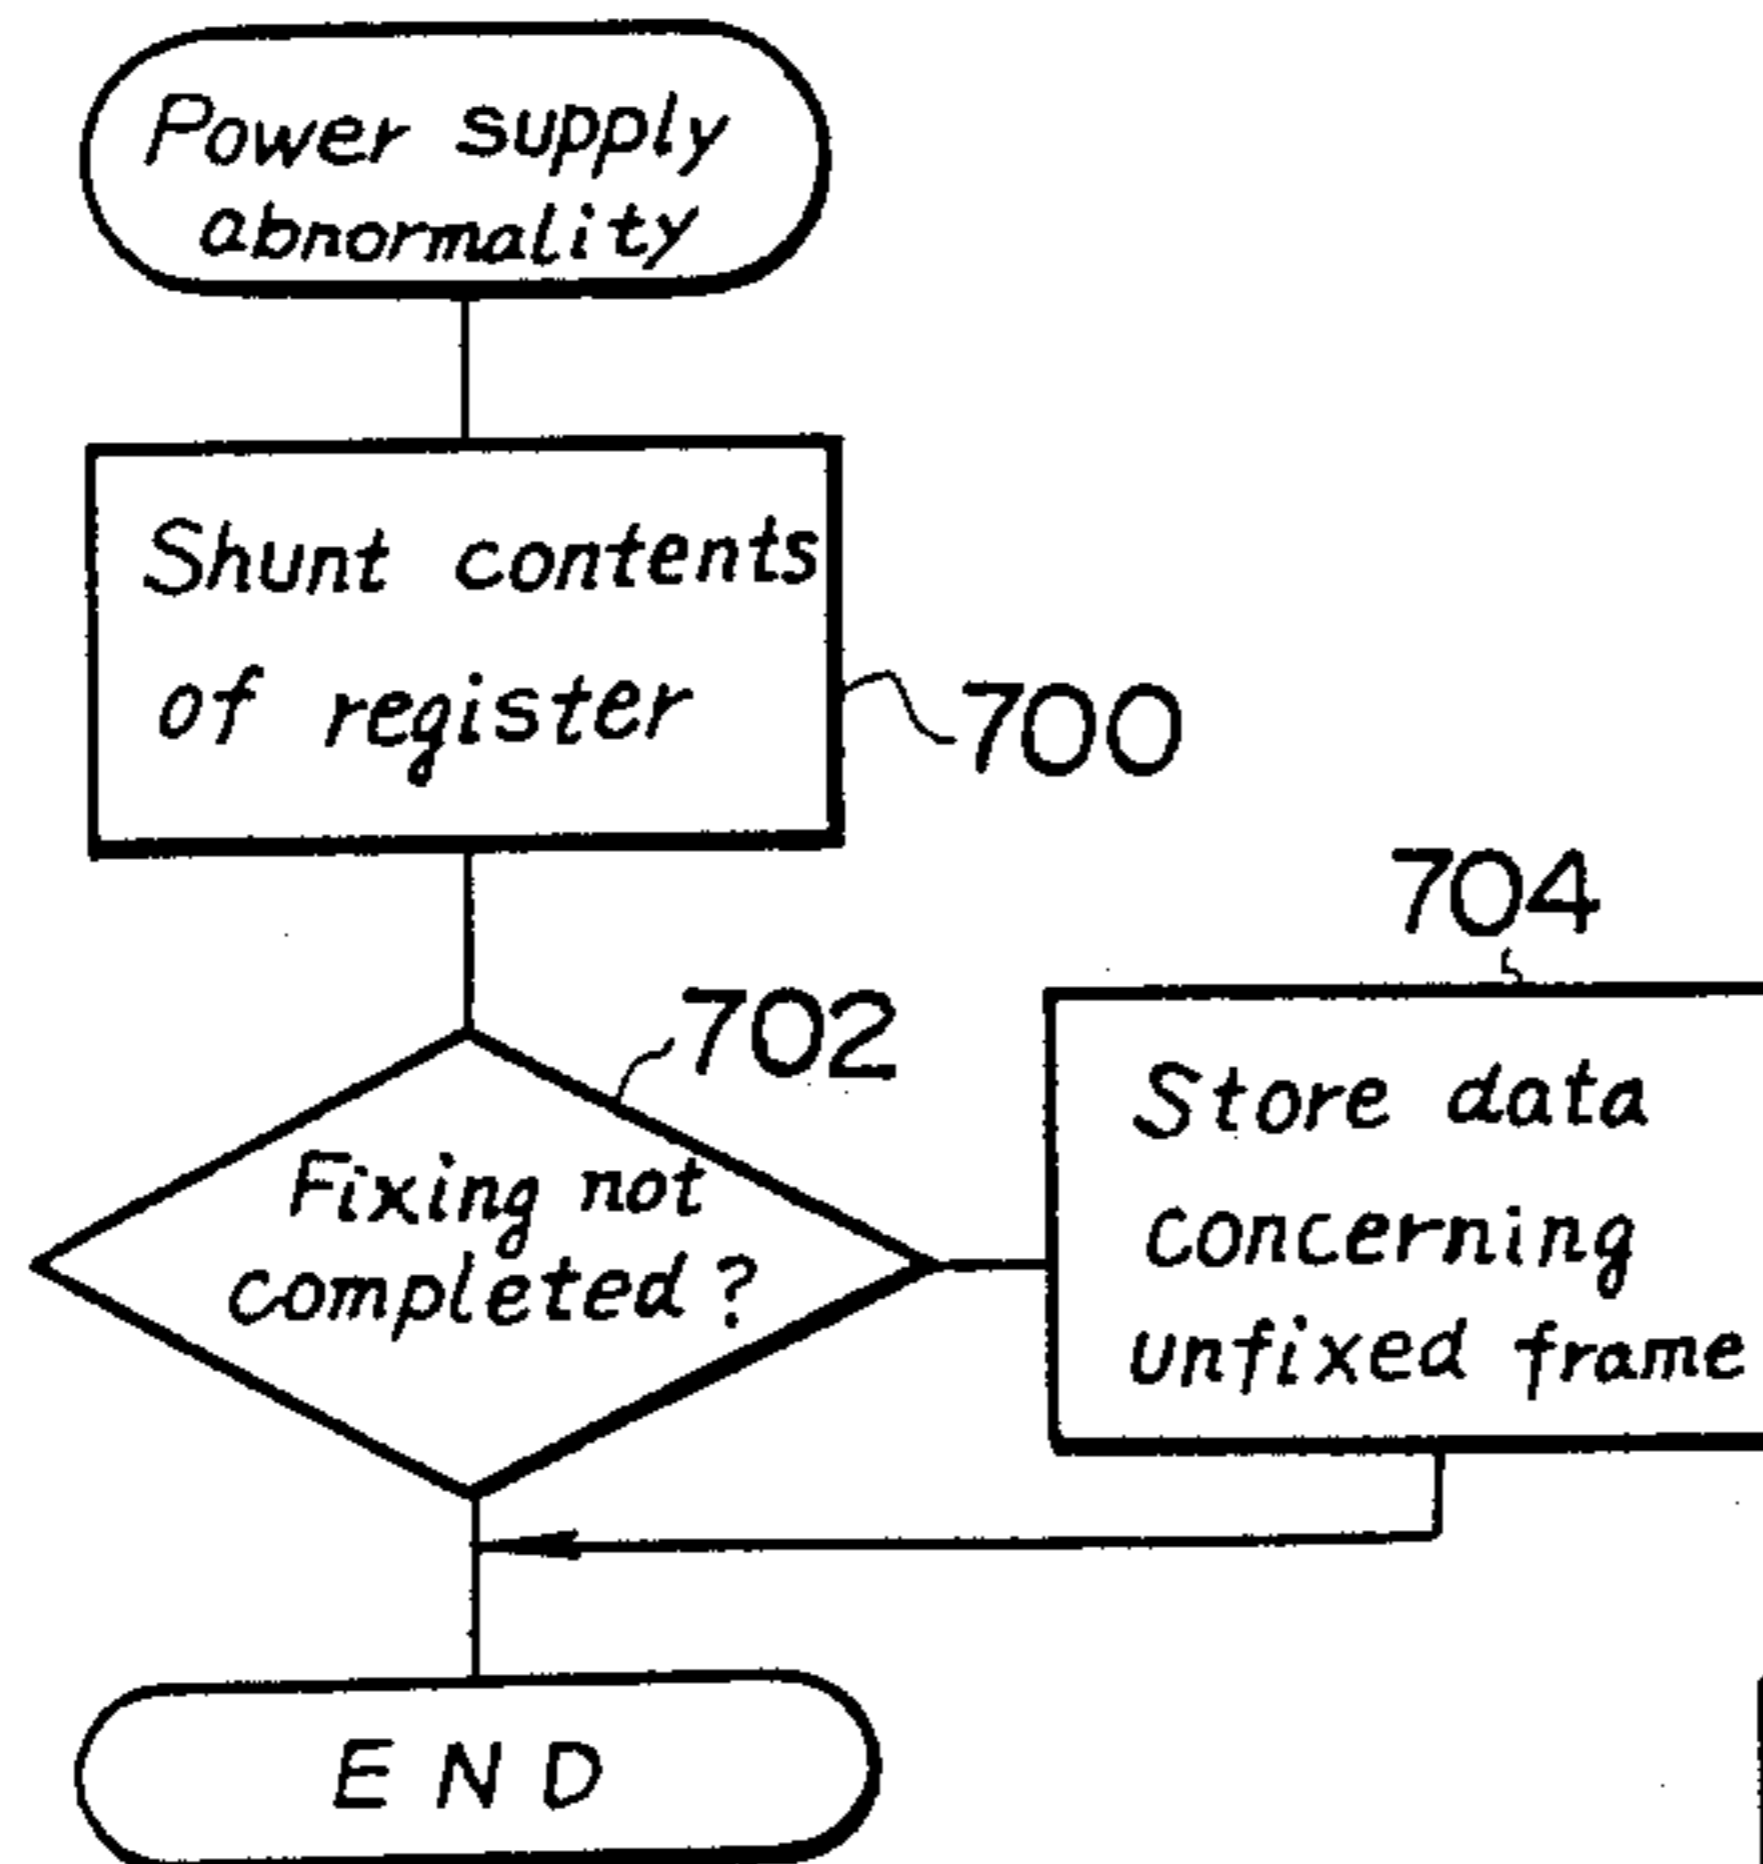 Power supply
abnormality
Shunt contents
of register
700
704
702
Store data
concerning
unfixed frame
Fixing not
completed?
END